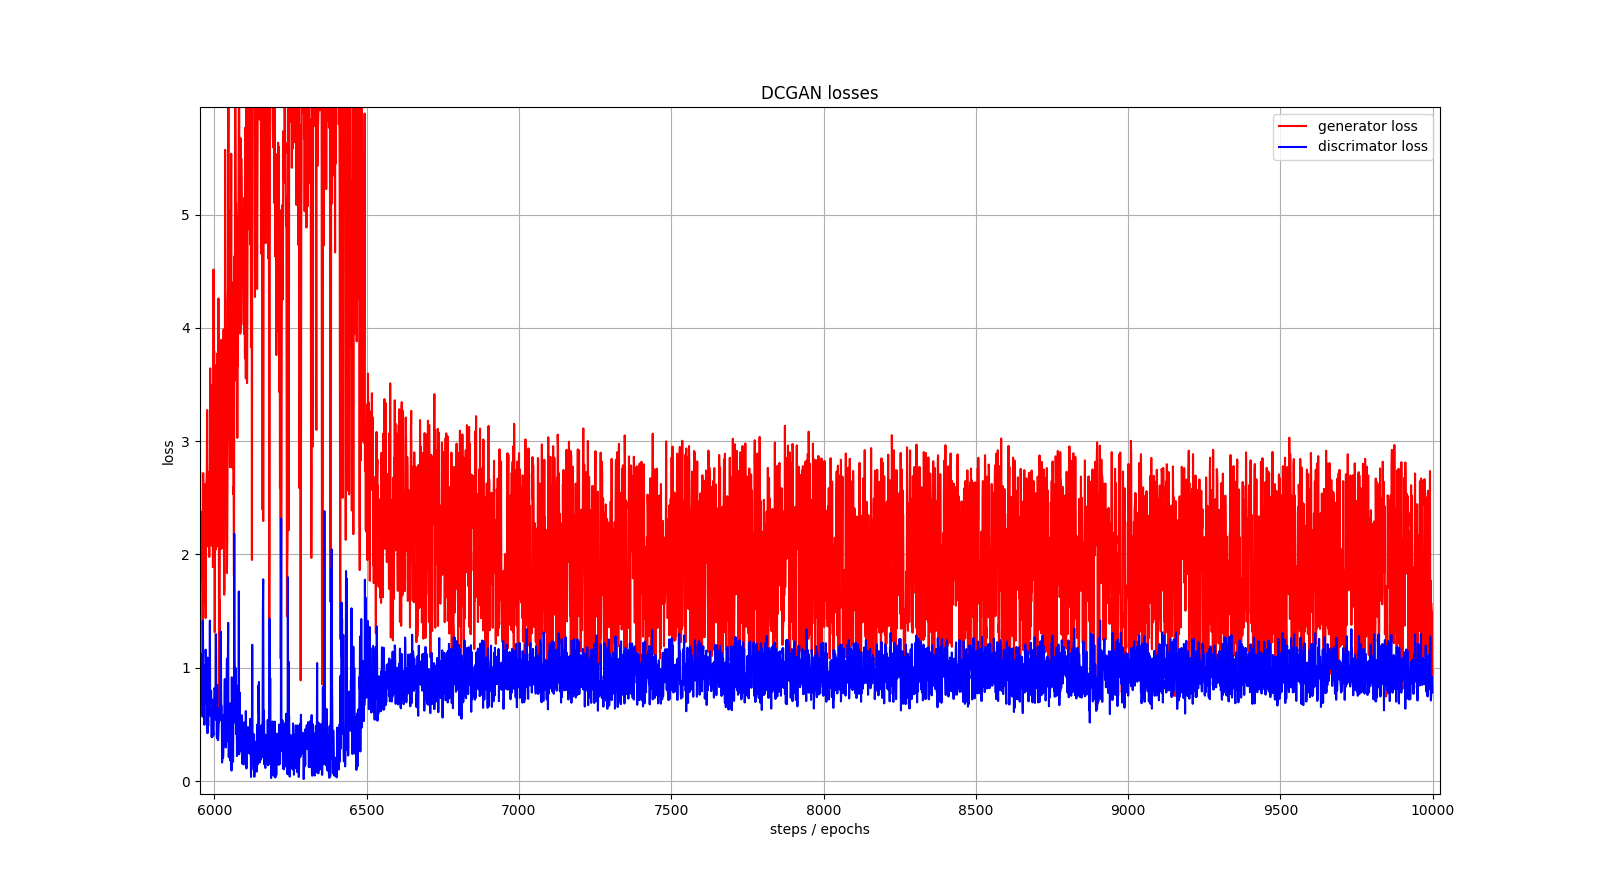 DCGAN losses
generator loss
discrimator loss
loss
5
4
3
2
1
0
6000 6500 7000 7500 8000 8500 9000 9500 10000
steps / epochs